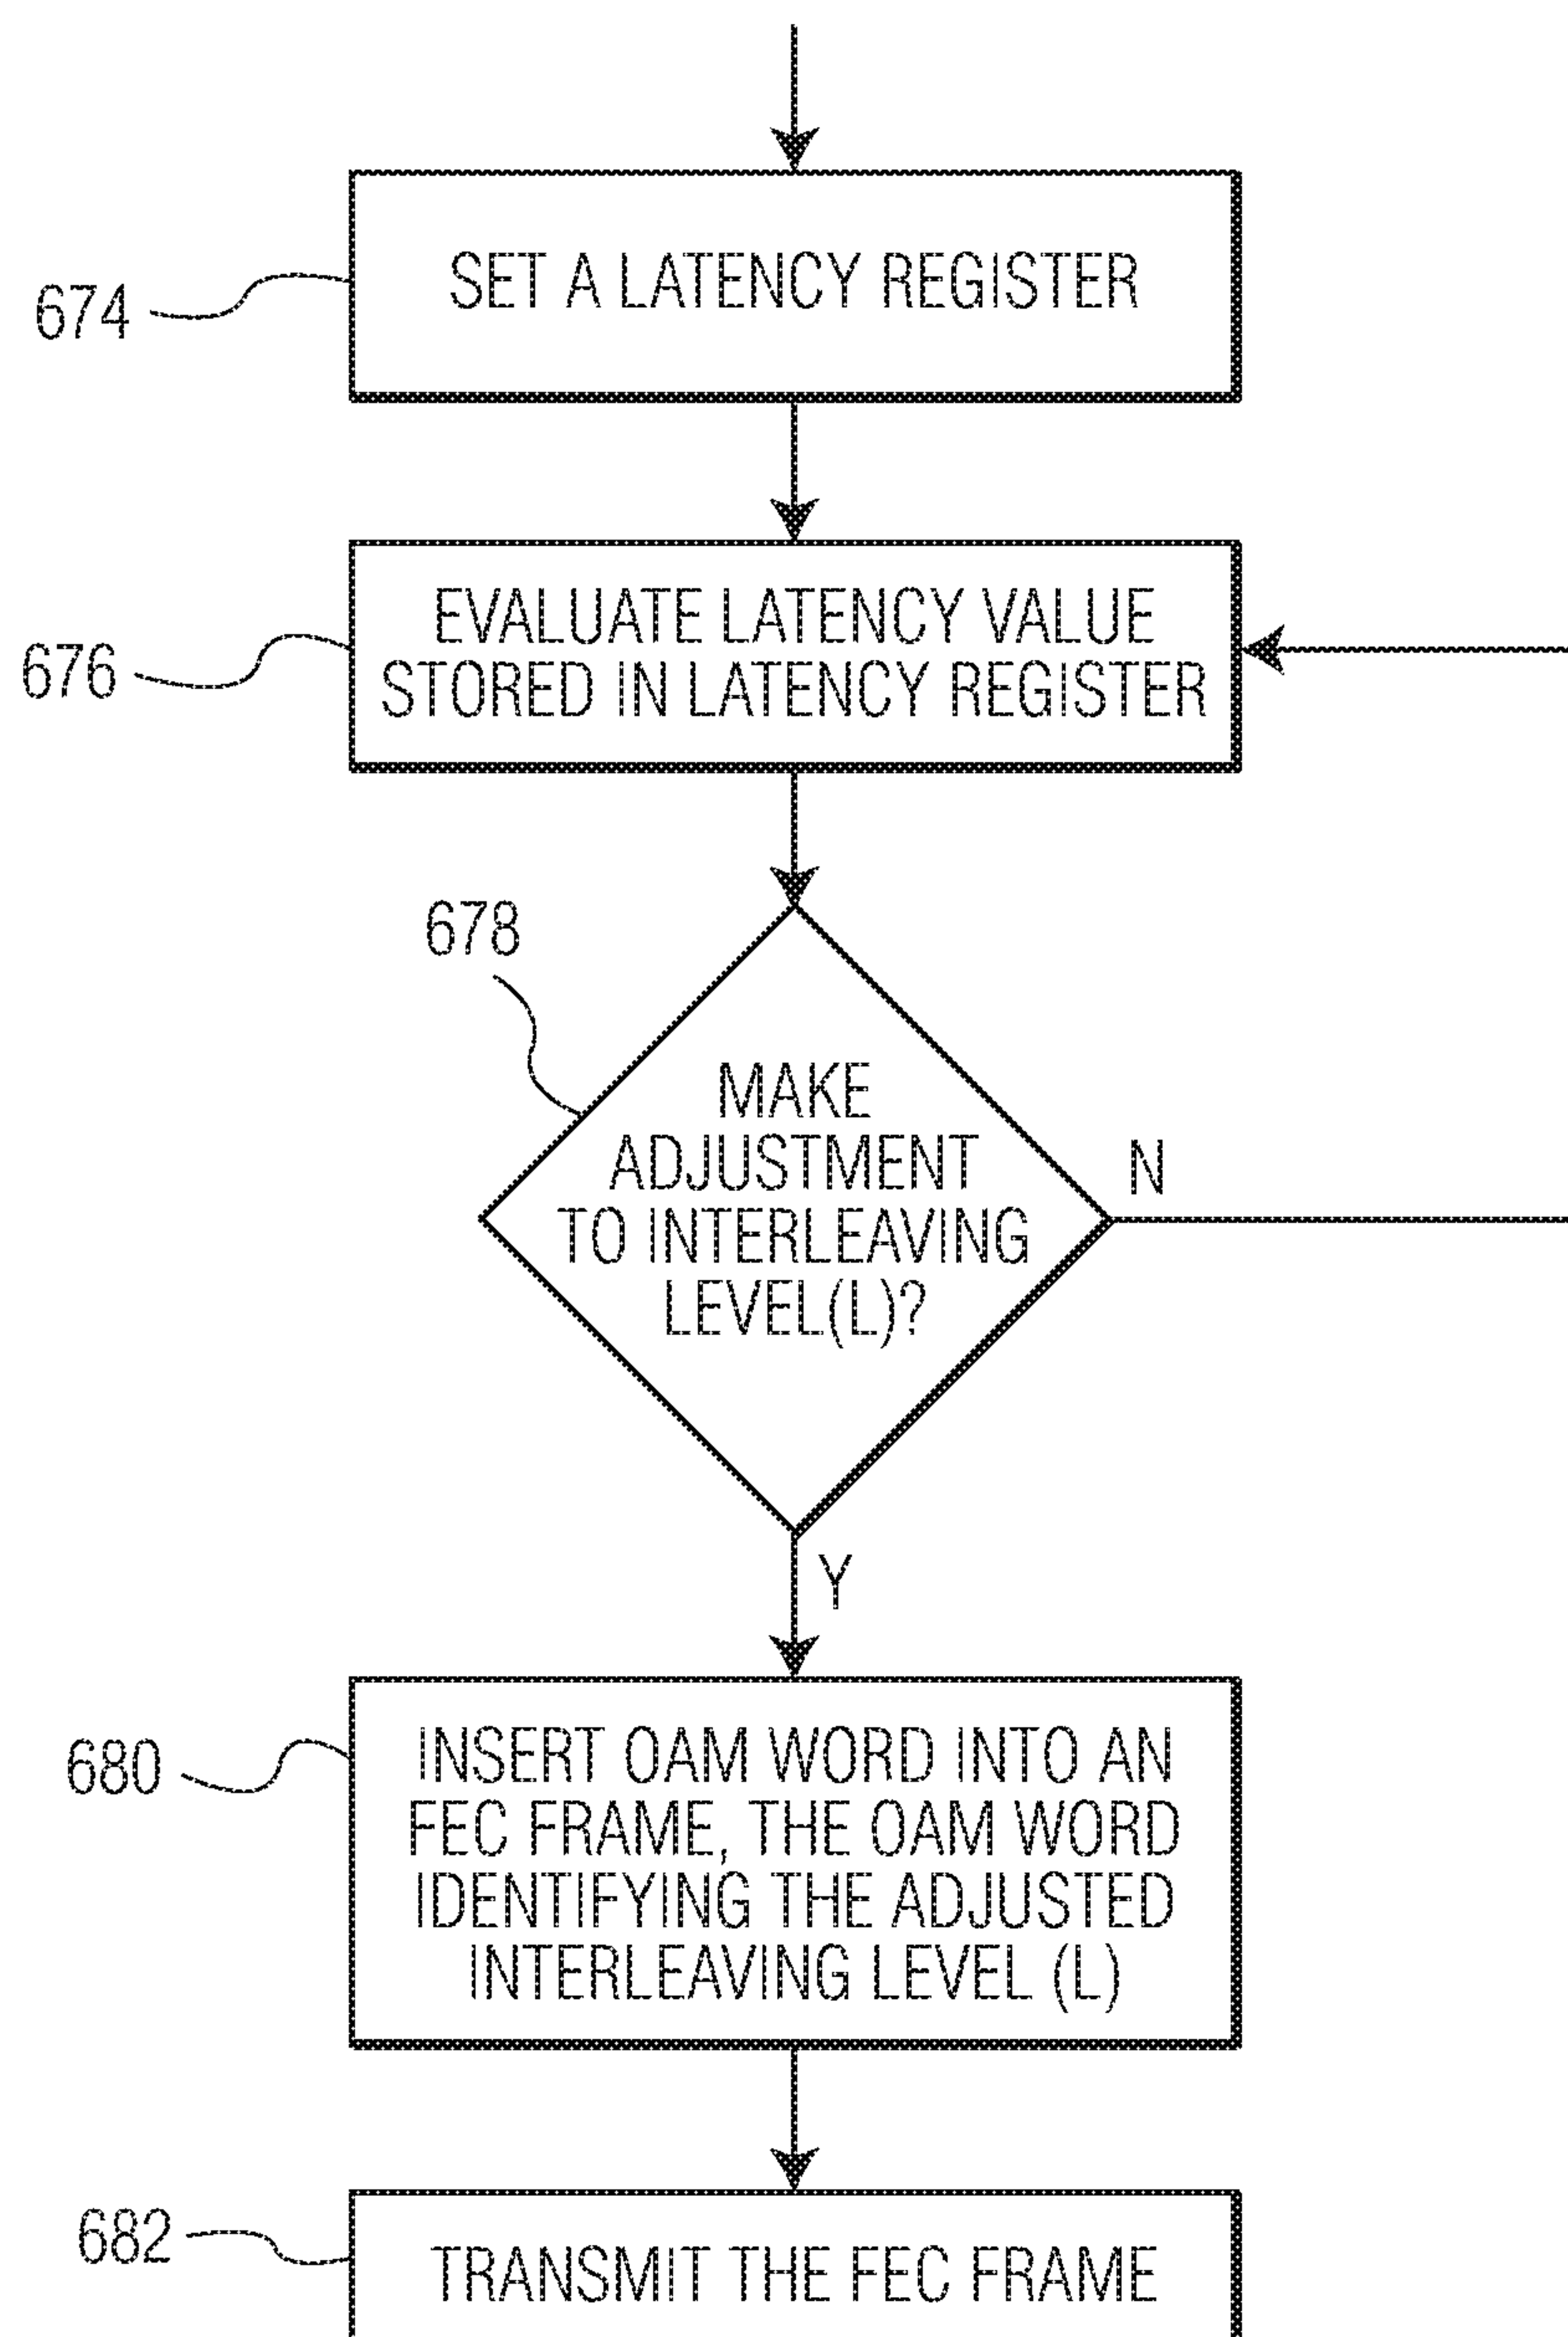 674
SET A LATENCY REGISTER
676
EVALUATE LATENCY VALUE
STORED IN LATENCY REGISTER
678
MAKE
ADJUSTMENT
TO INTERLEAVING
LEVEL(L)?
N
Y
680
INSERT OAM WORD INTO AN
FEC FRAME, THE OAM WORD
IDENTIFYING THE ADJUSTED
INTERLEAVING LEVEL (L)
682
TRANSMIT THE FEC FRAME